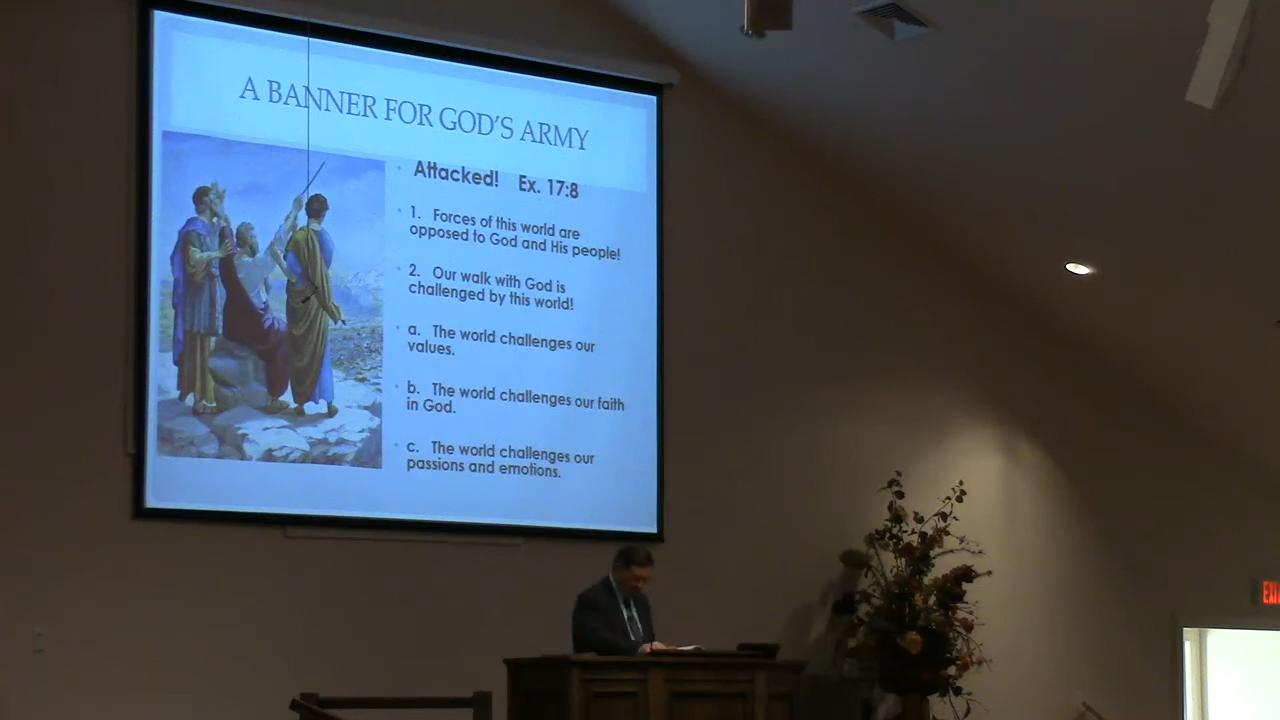 A BANNER FOR GOD'S ARMY
Attacked! Ex. 17:8
1. Forces of this world are
opposed to God and His people!
2. Our walk with God is
challenged by this world!
a. The world challenges our
values.
b. The world challenges our faith
in God.
c. The world challenges our
passions and emotions.